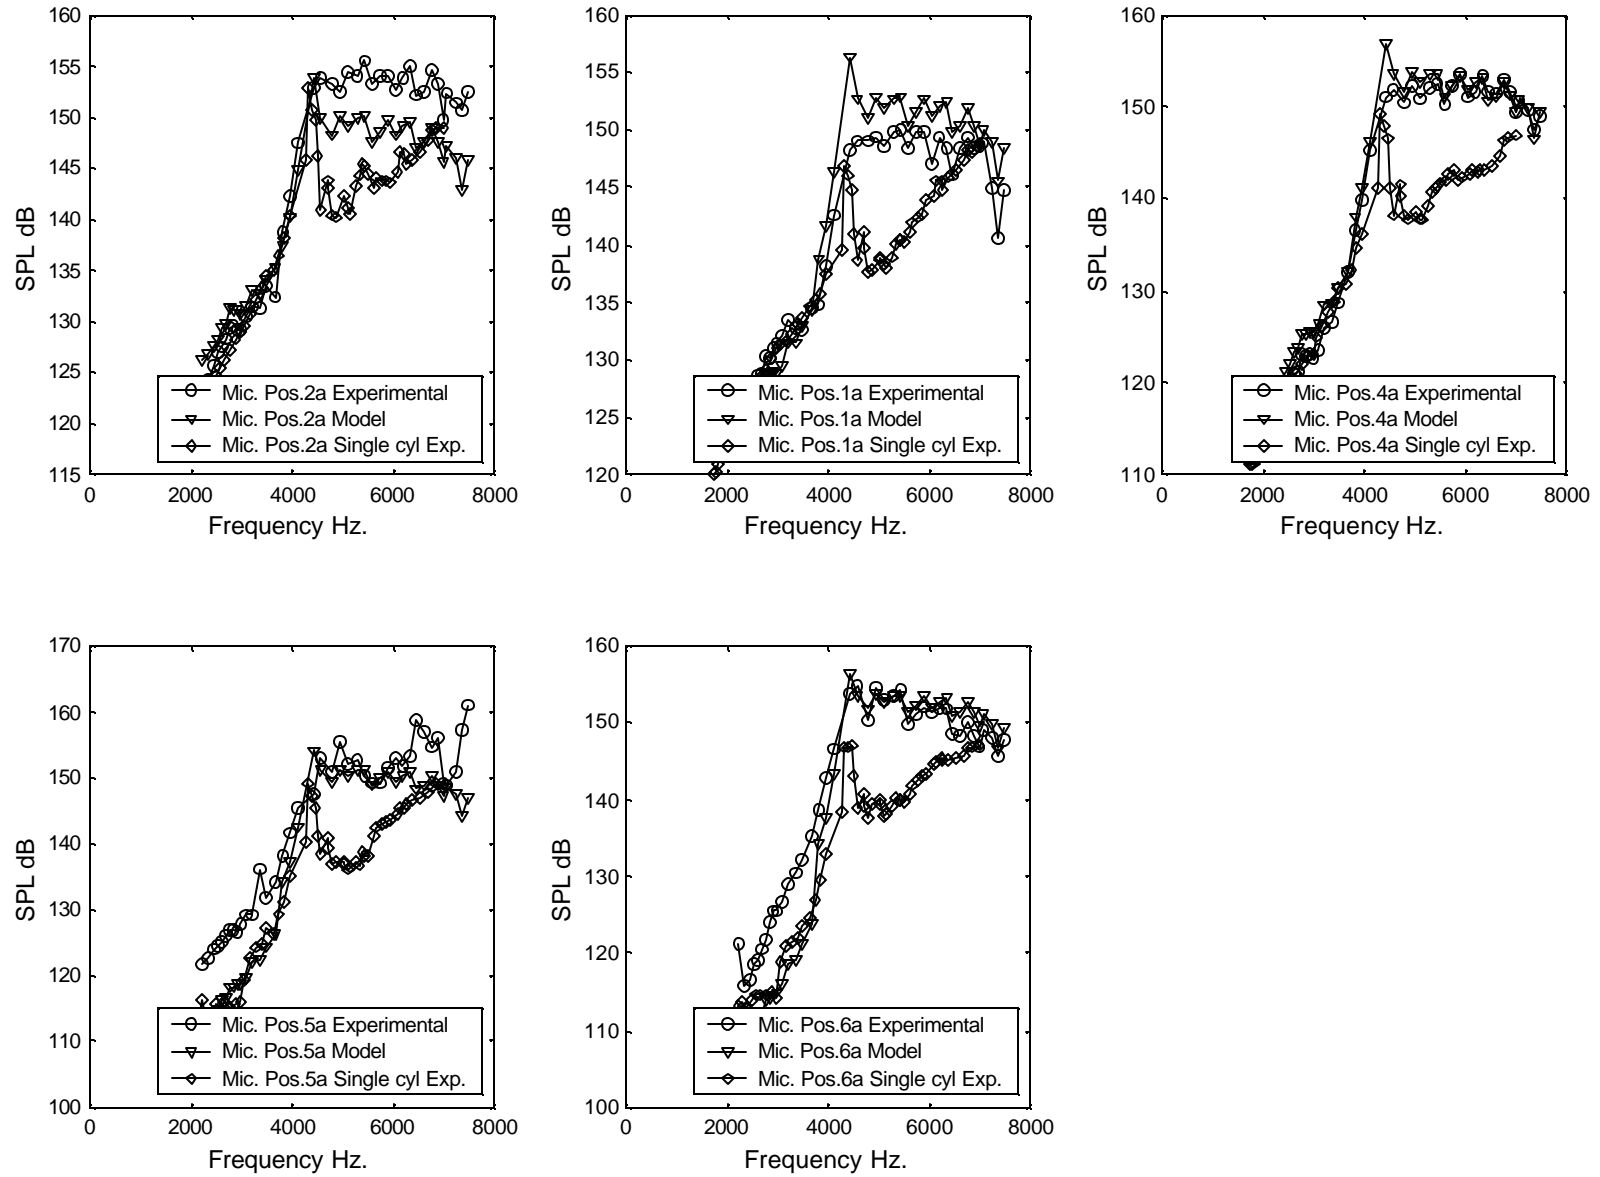 160
155
150
145
140
135
130
125
120
115
SPL dB
Mic. Pos.2a Experimental
Mic. Pos.2a Model
Mic. Pos.2a Single cyl Exp.
0 2000 4000 6000 8000
Frequency Hz.
160
155
150
145
140
135
130
125
120
SPL dB
Mic. Pos.1a Experimental
Mic. Pos.1a Model
Mic. Pos.1a Single cyl Exp.
0 2000 4000 6000 8000
Frequency Hz.
160
150
140
130
120
110
SPL dB
Mic. Pos.4a Experimental
Mic. Pos.4a Model
Mic. Pos.4a Single cyl Exp.
0 2000 4000 6000 8000
Frequency Hz.
170
160
150
140
130
120
110
100
SPL dB
Mic. Pos.5a Experimental
Mic. Pos.5a Model
Mic. Pos.5a Single cyl Exp.
0 2000 4000 6000 8000
Frequency Hz.
160
150
140
130
120
110
100
SPL dB
Mic. Pos.6a Experimental
Mic. Pos.6a Model
Mic. Pos.6a Single cyl Exp.
0 2000 4000 6000 8000
Frequency Hz.